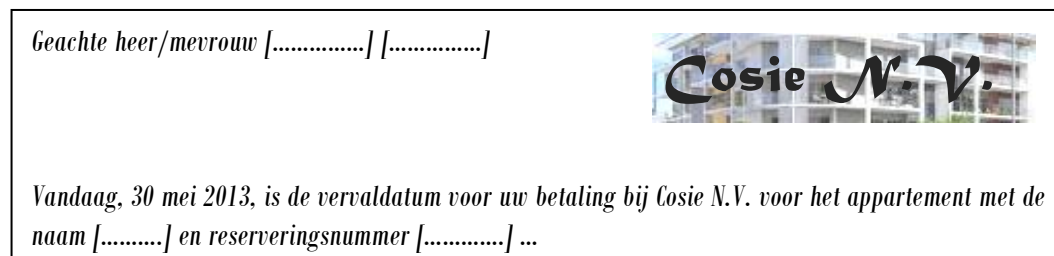 Geachte heer/mevrouw [...............] [...............]
Cosie N.V.
Vandaag, 30 mei 2013, is de vervaldatum voor uw betaling bij Cosie N.V. voor het appartement met de
naam [..........] en reserveringsnummer [.............] ...